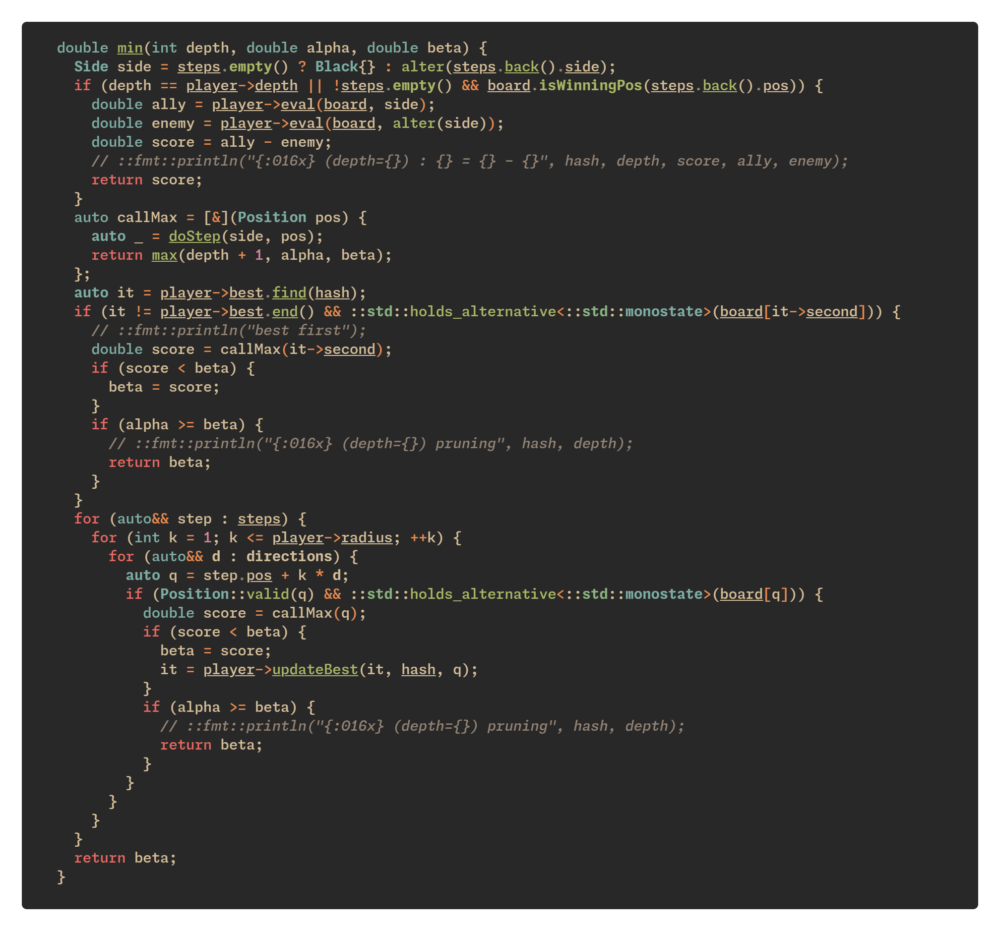 double min(int depth, double alpha, double beta) {
  Side side = steps.empty() ? Black{} : alter(steps.back().side);
  if (depth == player->depth || !steps.empty() && board.isWinningPos(steps.back().pos)) {
    double ally = player->eval(board, side);
    double enemy = player->eval(board, alter(side));
    double score = ally - enemy;
    // ::fmt::println("{:016x} (depth={}) : {} = {} - {}", hash, depth, score, ally, enemy);
    return score;
  }
  auto callMax = [&](Position pos) {
    auto _ = doStep(side, pos);
    return max(depth + 1, alpha, beta);
  };
  auto it = player->best.find(hash);
  if (it != player->best.end() && ::std::holds_alternative<::std::monostate>(board[it->second])) {
    // ::fmt::println("best first");
    double score = callMax(it->second);
    if (score < beta) {
      beta = score;
    }
    if (alpha >= beta) {
      // ::fmt::println("{:016x} (depth={}) pruning", hash, depth);
      return beta;
    }
  }
  for (auto&& step : steps) {
    for (int k = 1; k <= player->radius; ++k) {
      for (auto&& d : directions) {
        auto q = step.pos + k * d;
        if (Position::valid(q) && ::std::holds_alternative<::std::monostate>(board[q])) {
          double score = callMax(q);
          if (score < beta) {
            beta = score;
            it = player->updateBest(it, hash, q);
          }
          if (alpha >= beta) {
            // ::fmt::println("{:016x} (depth={}) pruning", hash, depth);
            return beta;
          }
        }
      }
    }
  }
  return beta;
}